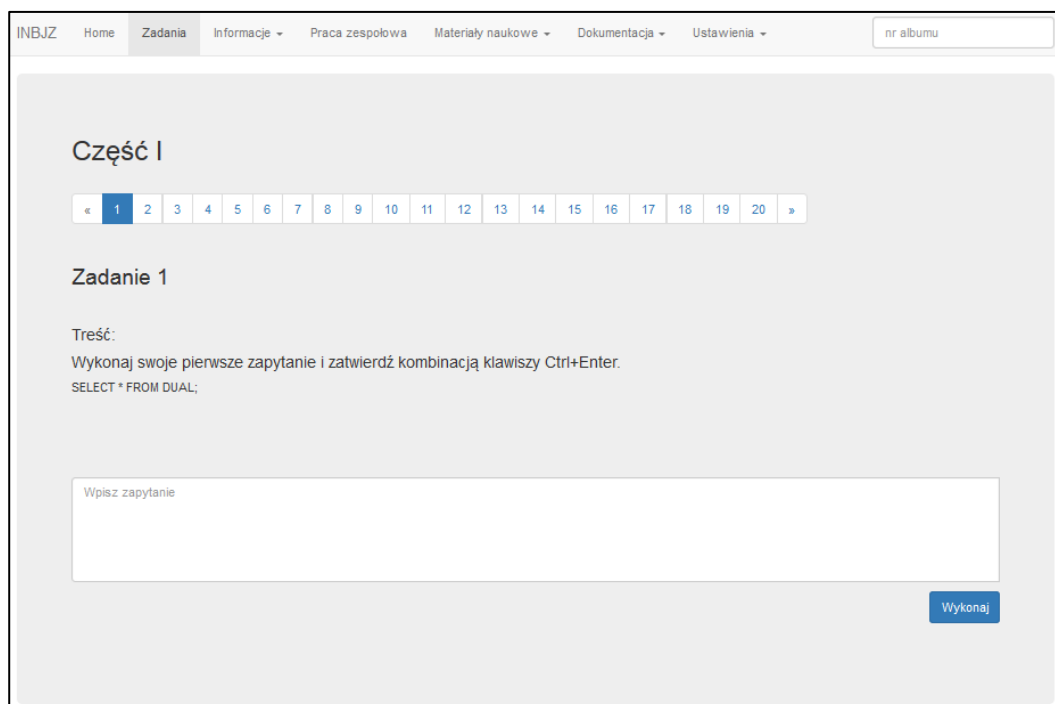 INBJZ Home Zadania Informacje Praca zespołowa Materiały naukowe Dokumentacja Ustawienia nr albumu
Część I
« 1 2 3 4 5 6 7 8 9 10 11 12 13 14 15 16 17 18 19 20 »
Zadanie 1
Treść:
Wykonaj swoje pierwsze zapytanie i zatwierdź kombinacją klawiszy Ctrl+Enter.
SELECT * FROM DUAL;
Wpisz zapytanie
Wykonaj